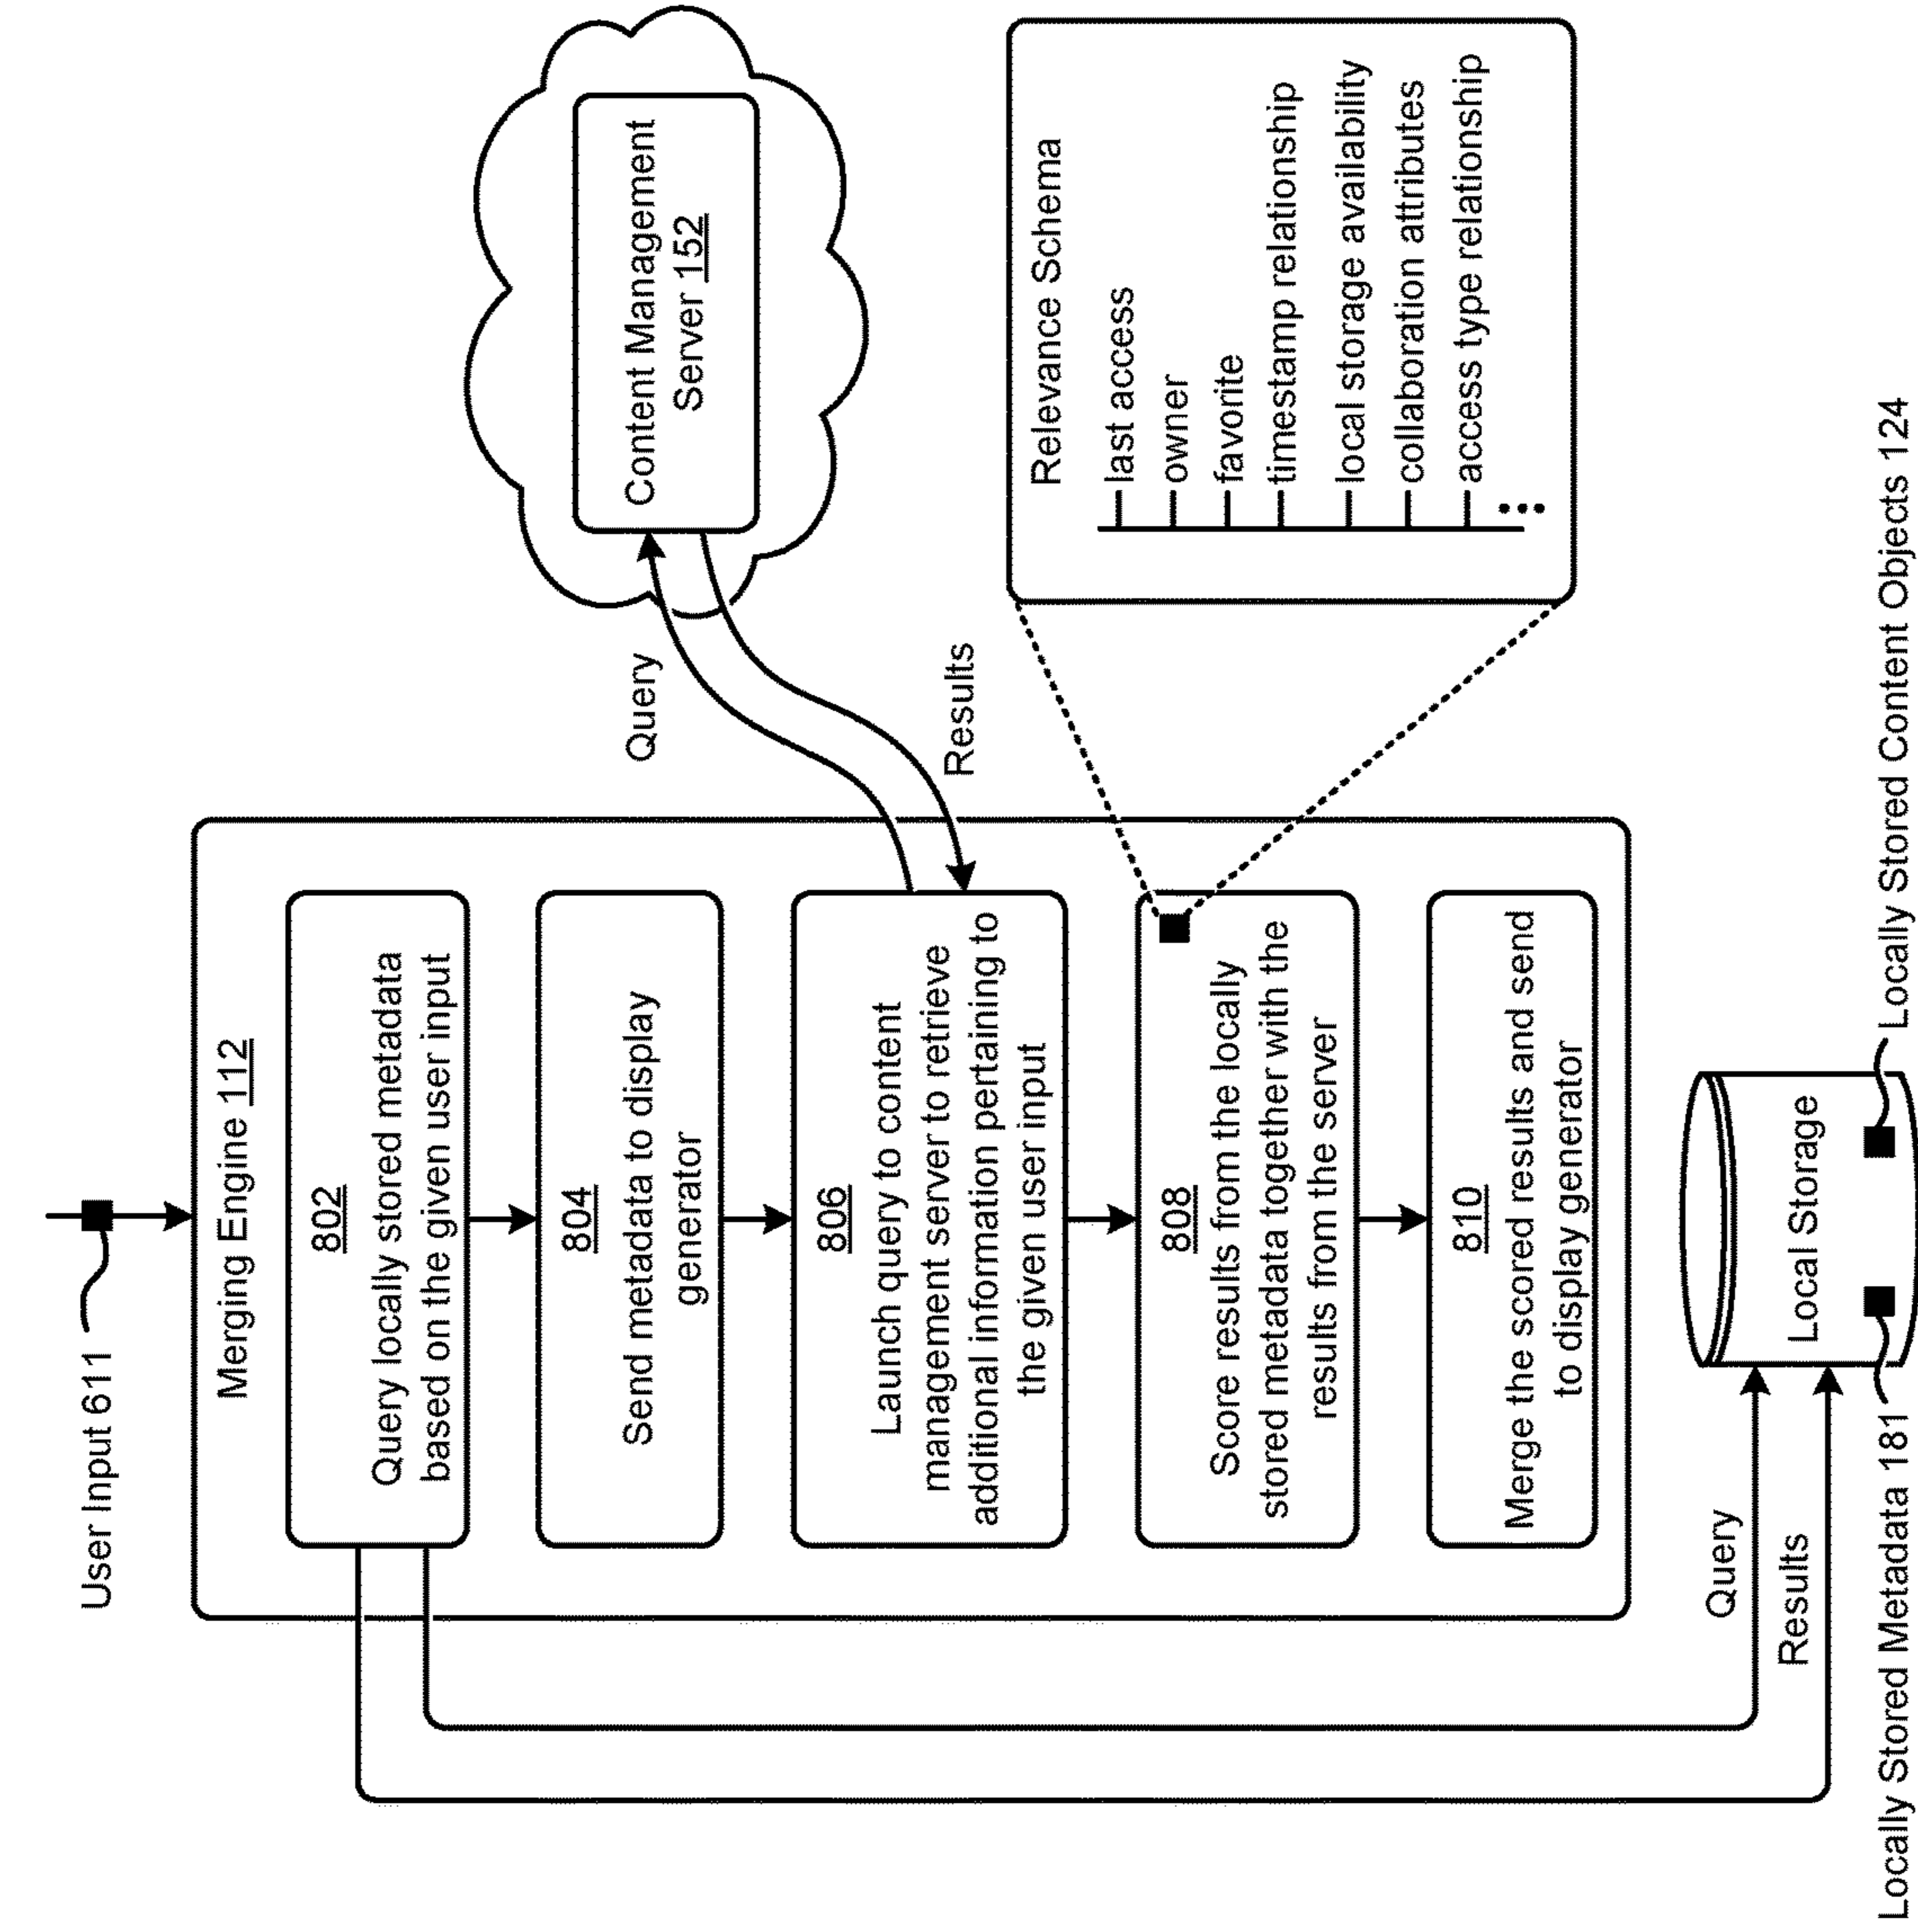 User Input 611
Merging Engine 112
802
Query locally stored metadata
based on the given user input
804
Send metadata to display
generator
806
Launch query to content
management server to retrieve
additional information pertaining to
the given user input
808
Score results from the locally
stored metadata together with the
results from the server
810
Merge the scored results and send
to display generator
Query
Results
Content Management
Server 152
Relevance Schema
last access
owner
favorite
timestamp relationship
local storage availability
collaboration attributes
access type relationship
Query
Results
Local Storage
Locally Stored Metadata 181
Locally Stored Content Objects 124